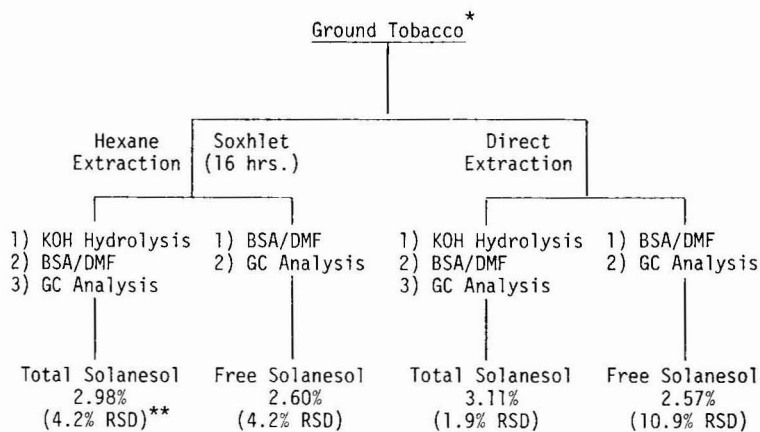 Ground Tobacco*
Hexane Extraction
Soxhlet (16 hrs.)
Direct Extraction
1) KOH Hydrolysis
2) BSA/DMF
3) GC Analysis
1) BSA/DMF
2) GC Analysis
1) KOH Hydrolysis
2) BSA/DMF
3) GC Analysis
1) BSA/DMF
2) GC Analysis
Total Solanesol
2.98%
(4.2% RSD)**
Free Solanesol
2.60%
(4.2% RSD)
Total Solanesol
3.11%
(1.9% RSD)
Free Solanesol
2.57%
(10.9% RSD)